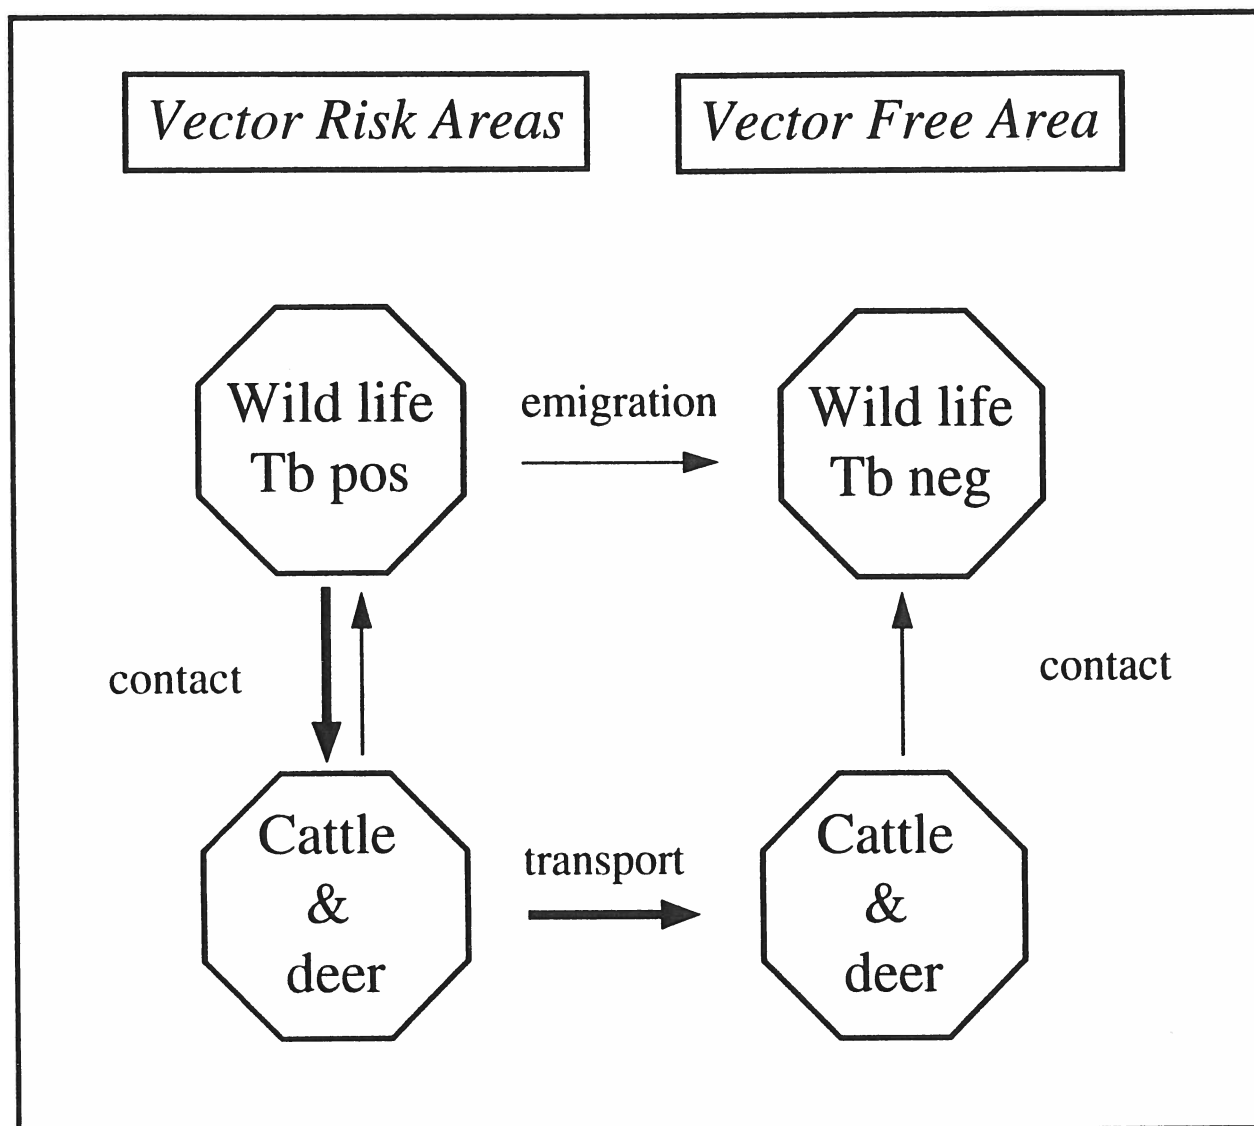 Vector Risk Areas
Vector Free Area
Wild life
Tb pos
emigration
Wild life
Tb neg
contact
contact
Cattle
&
deer
transport
Cattle
&
deer